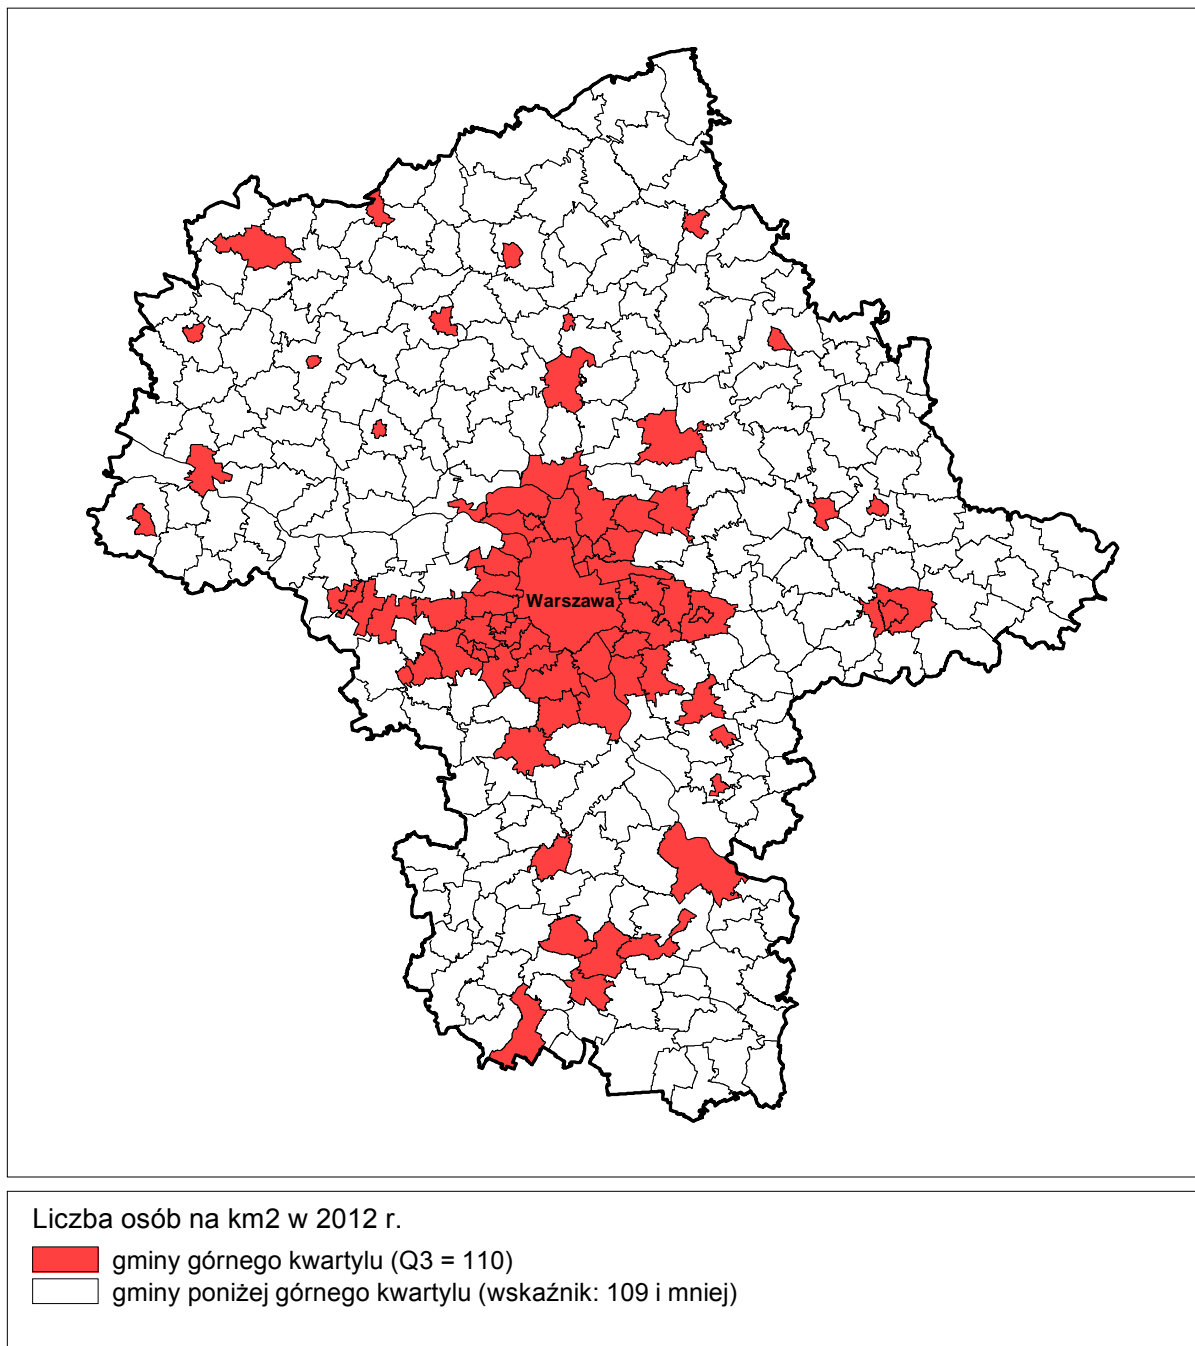 Warszawa
Liczba osób na km2 w 2012 r.
gminy górnego kwartylu (Q3 = 110)
gminy poniżej górnego kwartylu (wskaźnik: 109 i mniej)